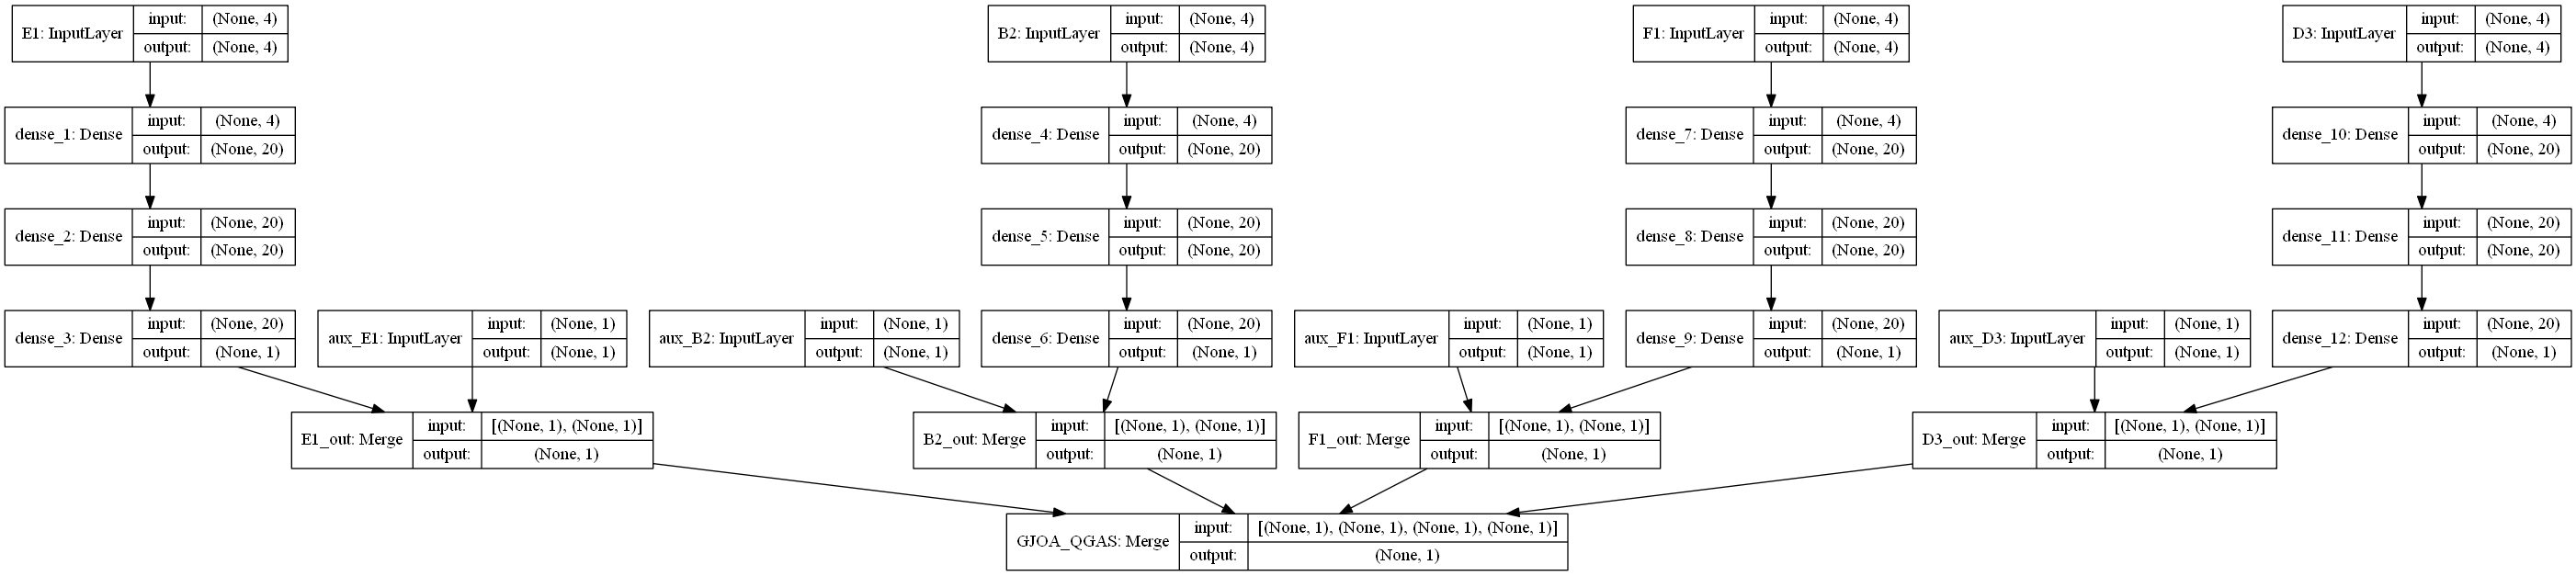 E1: InputLayer input: (None, 4) output: (None, 4)
B2: InputLayer input: (None, 4) output: (None, 4)
F1: InputLayer input: (None, 4) output: (None, 4)
D3: InputLayer input: (None, 4) output: (None, 4)
dense_1: Dense input: (None, 4) output: (None, 20)
dense_4: Dense input: (None, 4) output: (None, 20)
dense_7: Dense input: (None, 4) output: (None, 20)
dense_10: Dense input: (None, 4) output: (None, 20)
dense_2: Dense input: (None, 20) output: (None, 20)
dense_5: Dense input: (None, 20) output: (None, 20)
dense_8: Dense input: (None, 20) output: (None, 20)
dense_11: Dense input: (None, 20) output: (None, 20)
dense_3: Dense input: (None, 20) output: (None, 1)
aux_E1: InputLayer input: (None, 1) output: (None, 1)
aux_B2: InputLayer input: (None, 1) output: (None, 1)
dense_6: Dense input: (None, 20) output: (None, 1)
aux_F1: InputLayer input: (None, 1) output: (None, 1)
dense_9: Dense input: (None, 20) output: (None, 1)
aux_D3: InputLayer input: (None, 1) output: (None, 1)
dense_12: Dense input: (None, 20) output: (None, 1)
E1_out: Merge input: [(None, 1), (None, 1)] output: (None, 1)
B2_out: Merge input: [(None, 1), (None, 1)] output: (None, 1)
F1_out: Merge input: [(None, 1), (None, 1)] output: (None, 1)
D3_out: Merge input: [(None, 1), (None, 1)] output: (None, 1)
GJOA_QGAS: Merge input: [(None, 1), (None, 1), (None, 1), (None, 1)] output: (None, 1)